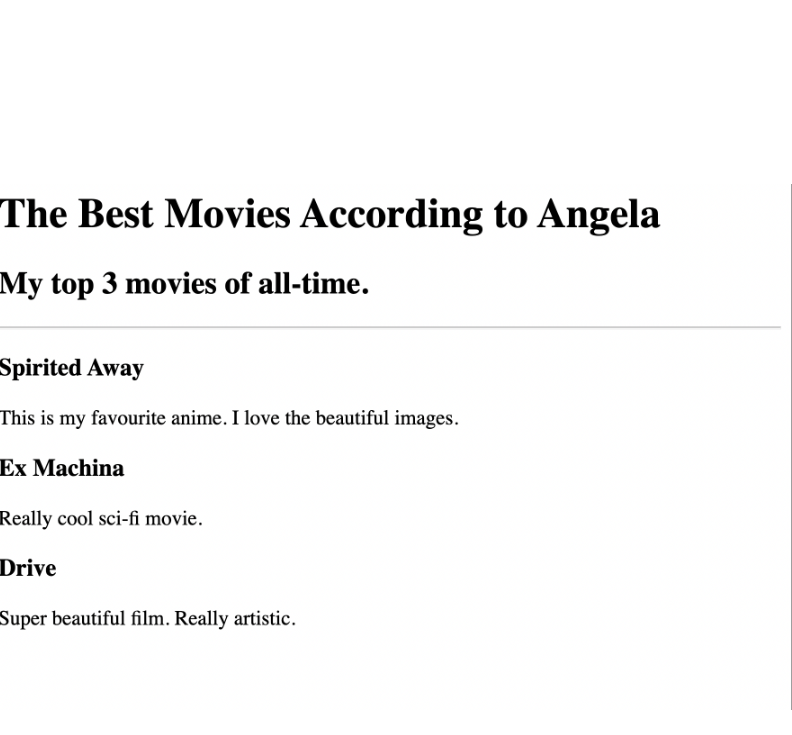 The Best Movies According to Angela
My top 3 movies of all-time.
Spirited Away
This is my favourite anime. I love the beautiful images.
Ex Machina
Really cool sci-fi movie.
Drive
Super beautiful film. Really artistic.